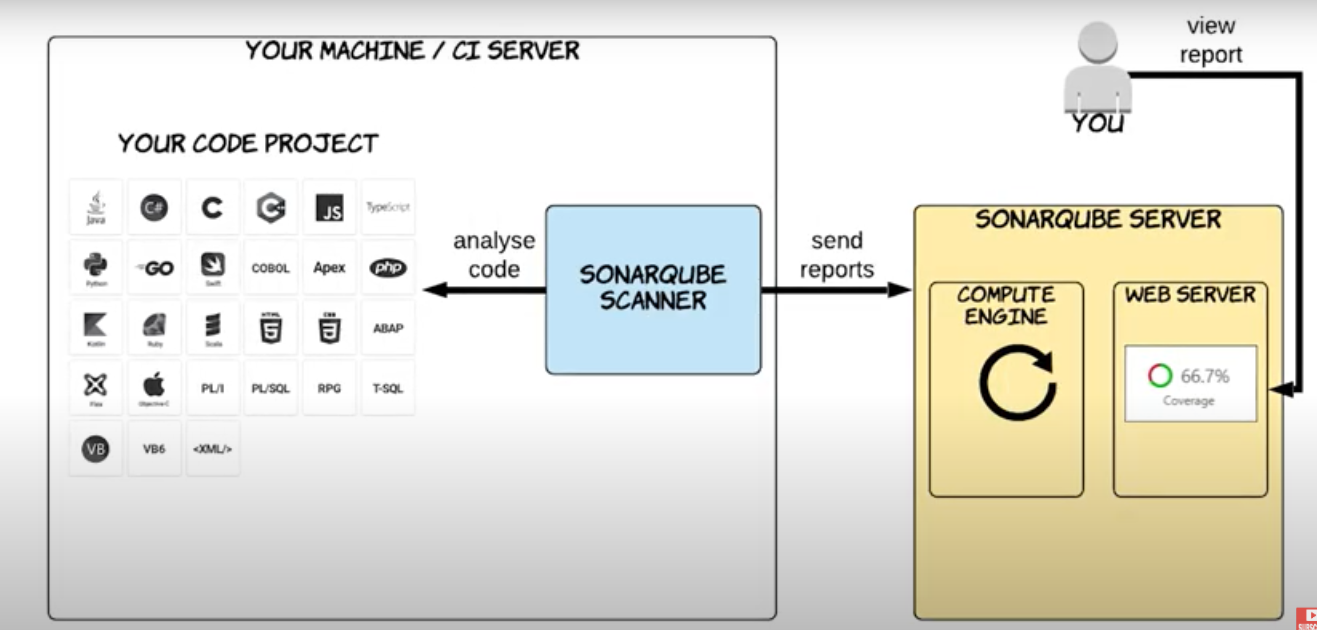 YOUR MACHINE / CI SERVER
YOUR CODE PROJECT
Java
C#
C
C
JS
TypeScript
Python
GO
Swift
COBOL
Apex
php
Kotlin
Ruby
Scala
HTML
5
CSS
3
ABAP
Flex
Objective-C
PL/I
PL/SQL
RPG
T-SQL
VB
VB6
<XML/>
analyse
code
SONARQUBE
SCANNER
send
reports
view
report
YOU
SONARQUBE SERVER
COMPUTE
ENGINE
WEB SERVER
66.7%
Coverage